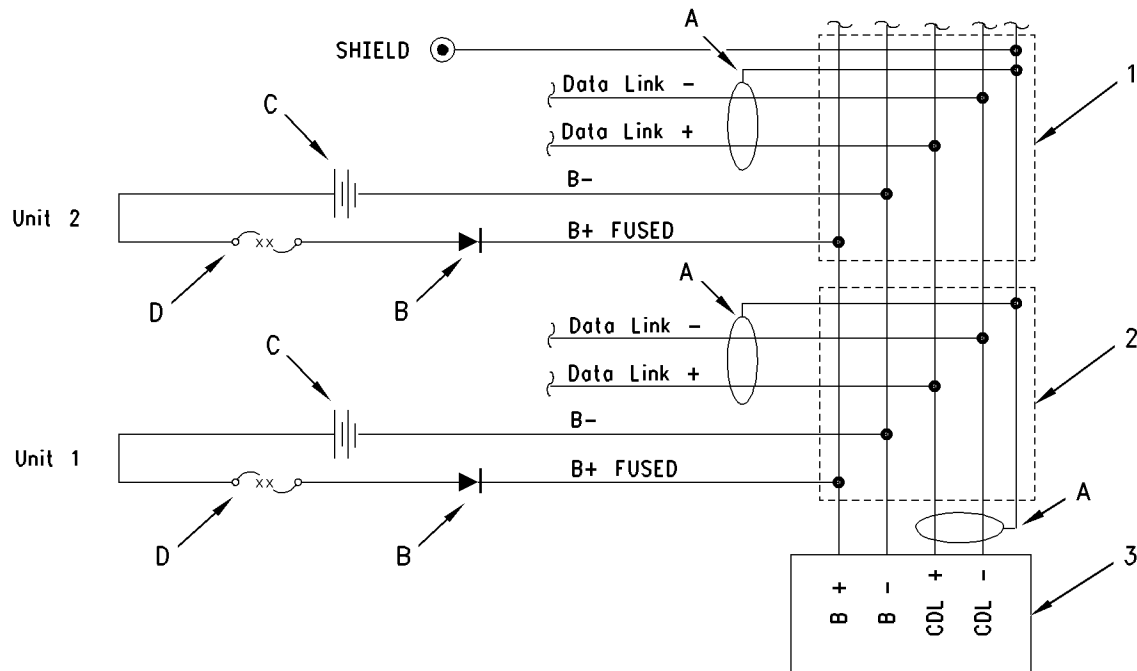 A
SHIELD
1
Data Link -
C
Data Link +
B-
Unit 2
B+ FUSED
A
D
B
Data Link -
2
C
Data Link +
B-
Unit 1
B+ FUSED
A
D
B
3
B +
B -
CDL +
CDL -